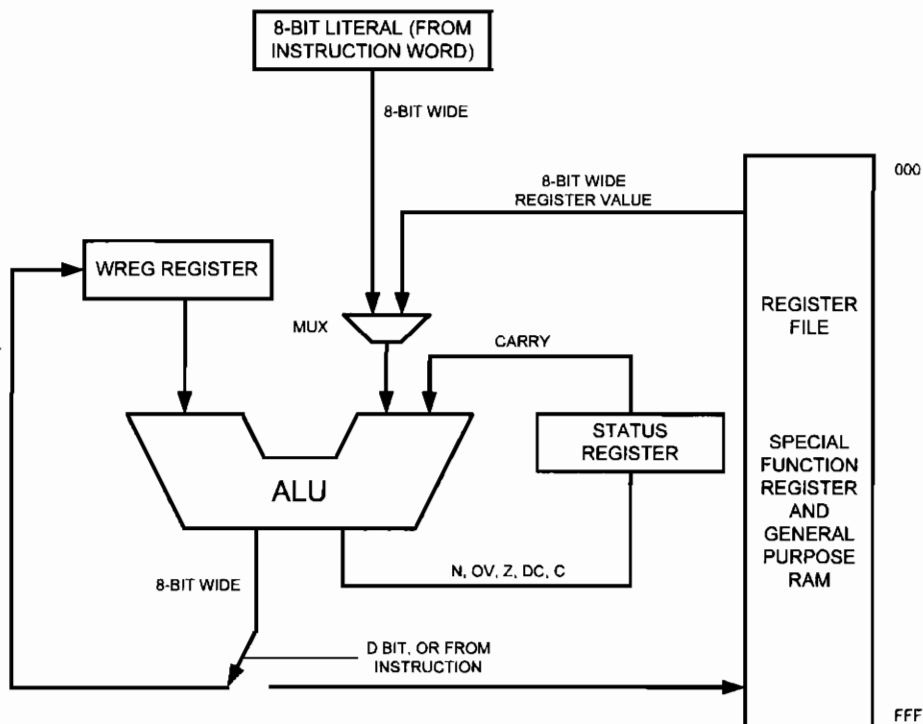 8-BIT LITERAL (FROM
INSTRUCTION WORD)
8-BIT WIDE
000
8-BIT WIDE
REGISTER VALUE
WREG REGISTER
REGISTER
FILE
MUX
CARRY
STATUS
REGISTER
SPECIAL
FUNCTION
REGISTER
AND
GENERAL
PURPOSE
RAM
ALU
N, OV, Z, DC, C
8-BIT WIDE
D BIT, OR FROM
INSTRUCTION
FFF